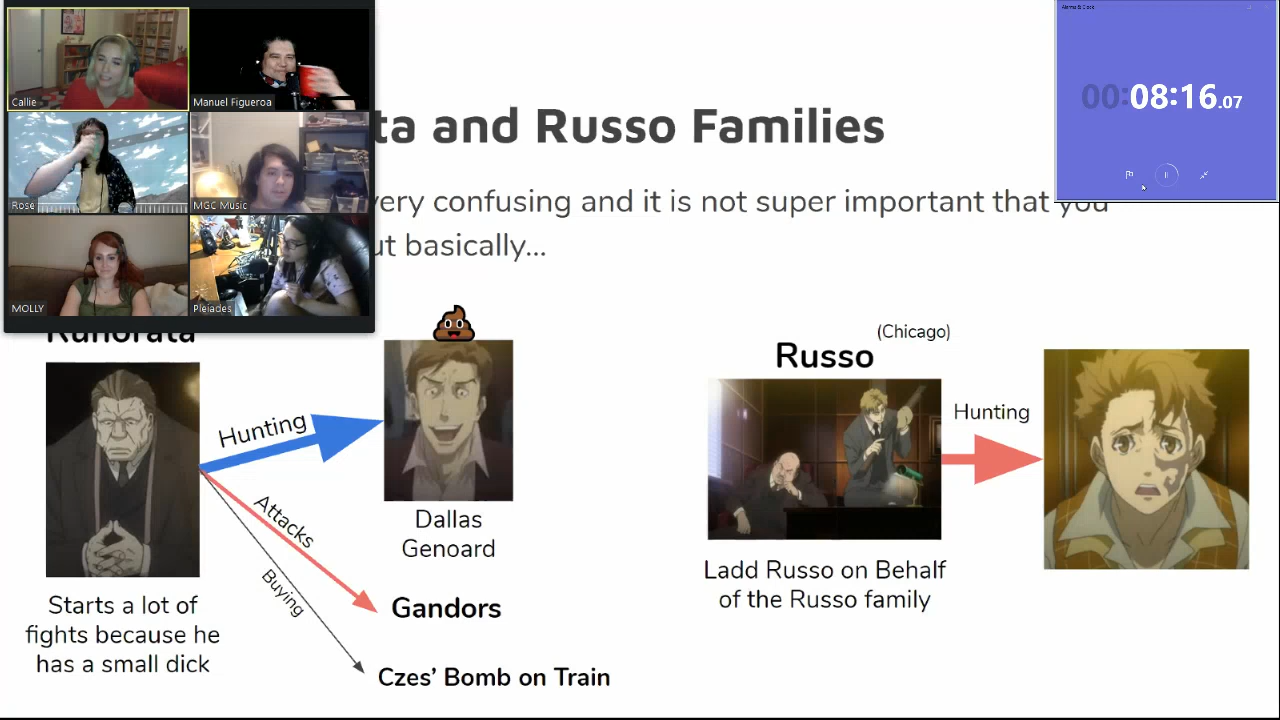 Callie
Manuel Figueroa
Rose
MGC Music
MOLLY
Pleiades
Alarms & Clock
00:08:16.07
ta and Russo Families
very confusing and it is not super important that you
ut basically...
Runorata
(Chicago)
Russo
Hunting
Hunting
Attacks
Buying
Dallas
Genoard
Ladd Russo on Behalf
of the Russo family
Starts a lot of
fights because he
has a small dick
Gandors
Czes’ Bomb on Train